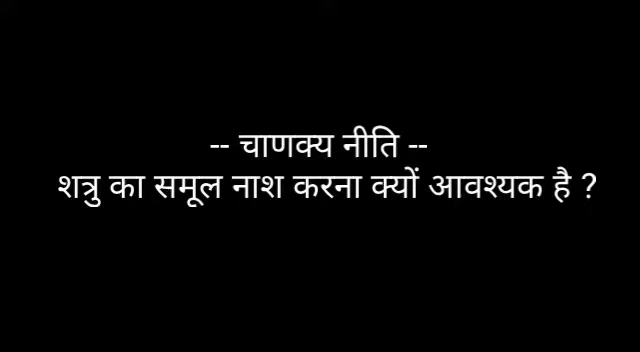 -- चाणक्य नीति --
शत्रु का समूल नाश करना क्यों आवश्यक है ?